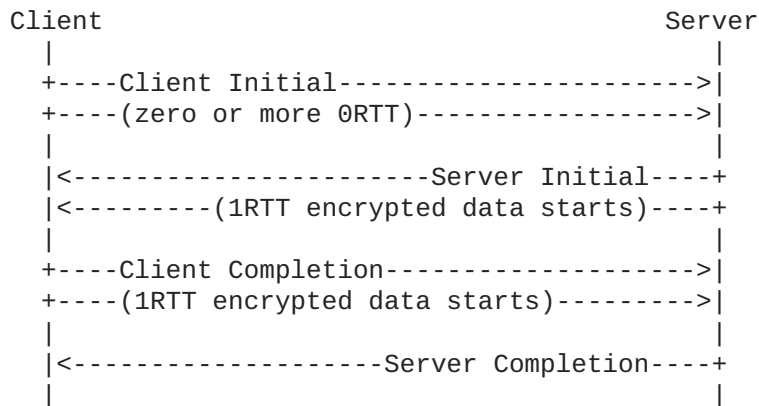 Client                                    Server
  |                                          |
  +----Client Initial----------------------->|
  +----(zero or more 0RTT)------------------>|
  |                                          |
  |<-----------------------Server Initial----+
  |<---------(1RTT encrypted data starts)----+
  |                                          |
  +----Client Completion-------------------->|
  +----(1RTT encrypted data starts)--------->|
  |                                          |
  |<--------------------Server Completion----+
  |                                          |